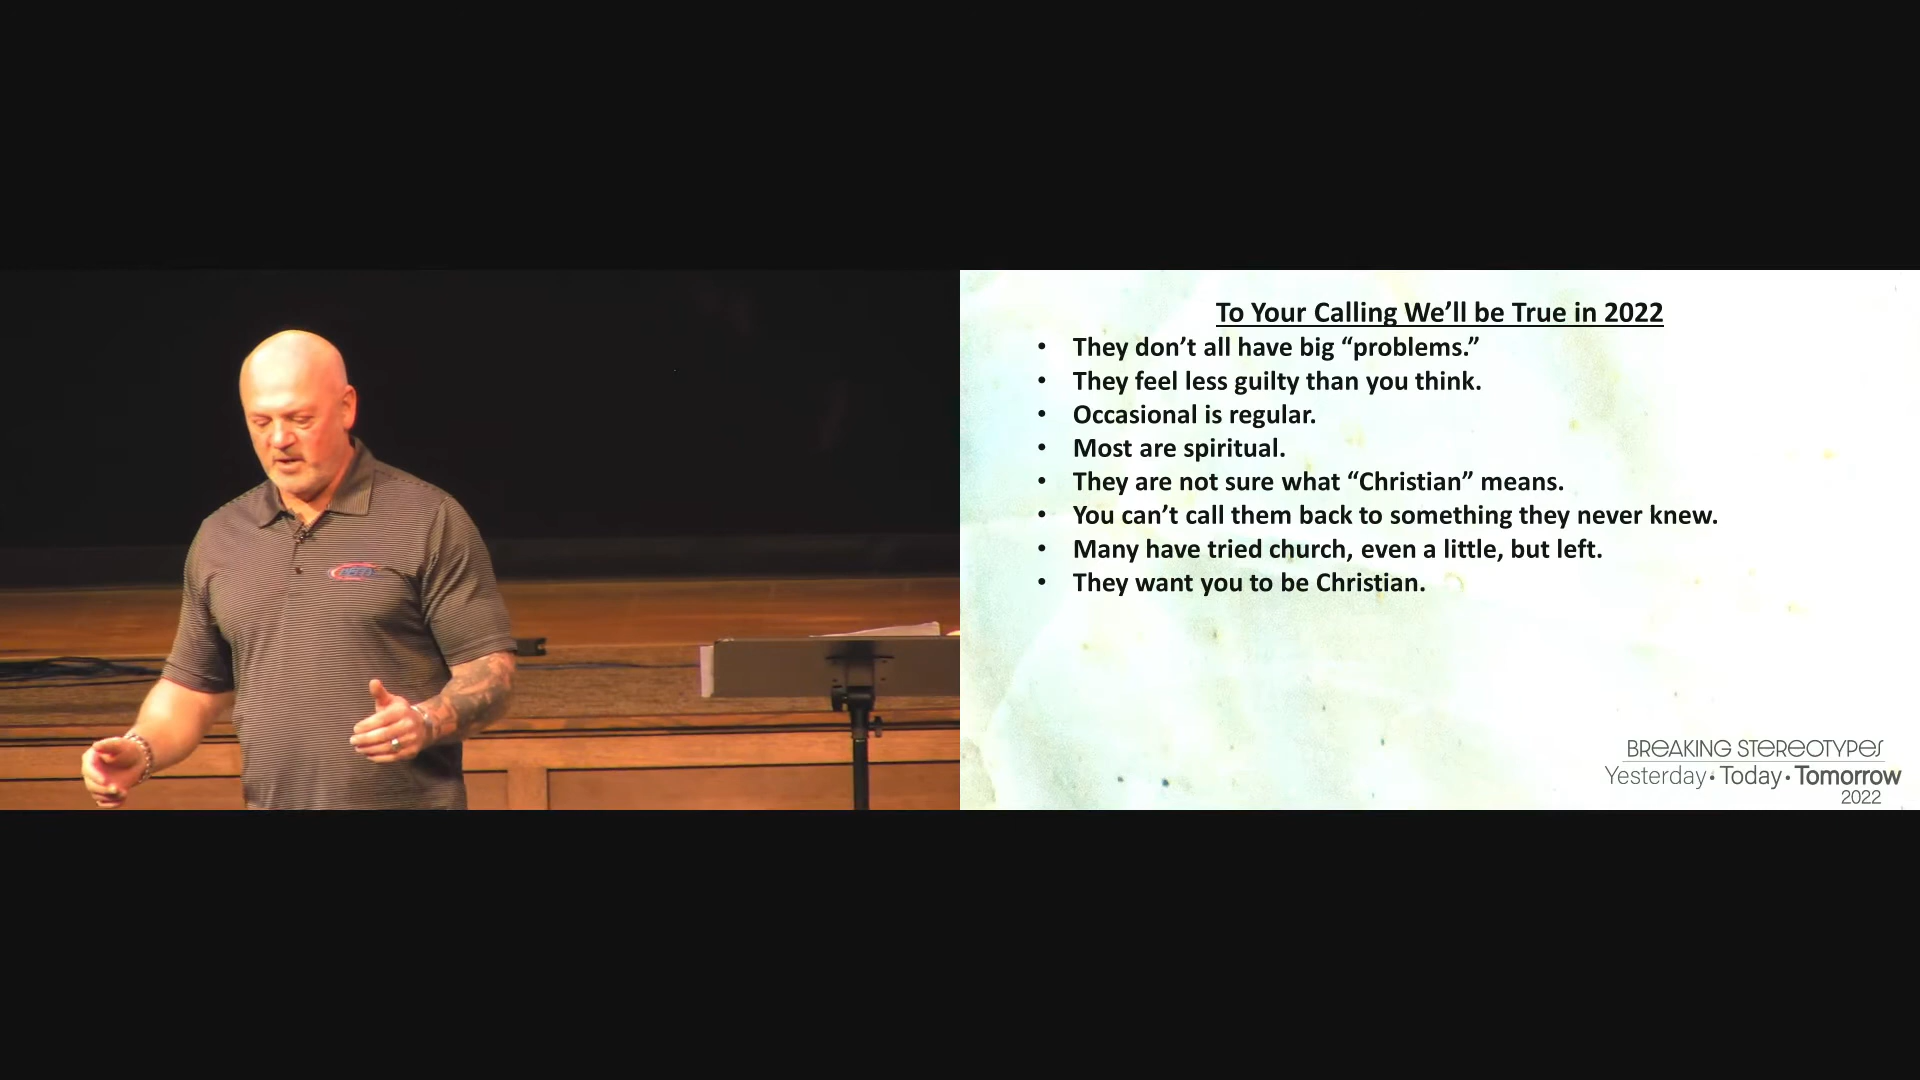 To Your Calling We’ll be True in 2022
• They don’t all have big “problems.”
• They feel less guilty than you think.
• Occasional is regular.
• Most are spiritual.
• They are not sure what “Christian” means.
• You can’t call them back to something they never knew.
• Many have tried church, even a little, but left.
• They want you to be Christian.
BREAKING STEREOTYPES
Yesterday • Today • Tomorrow
2022